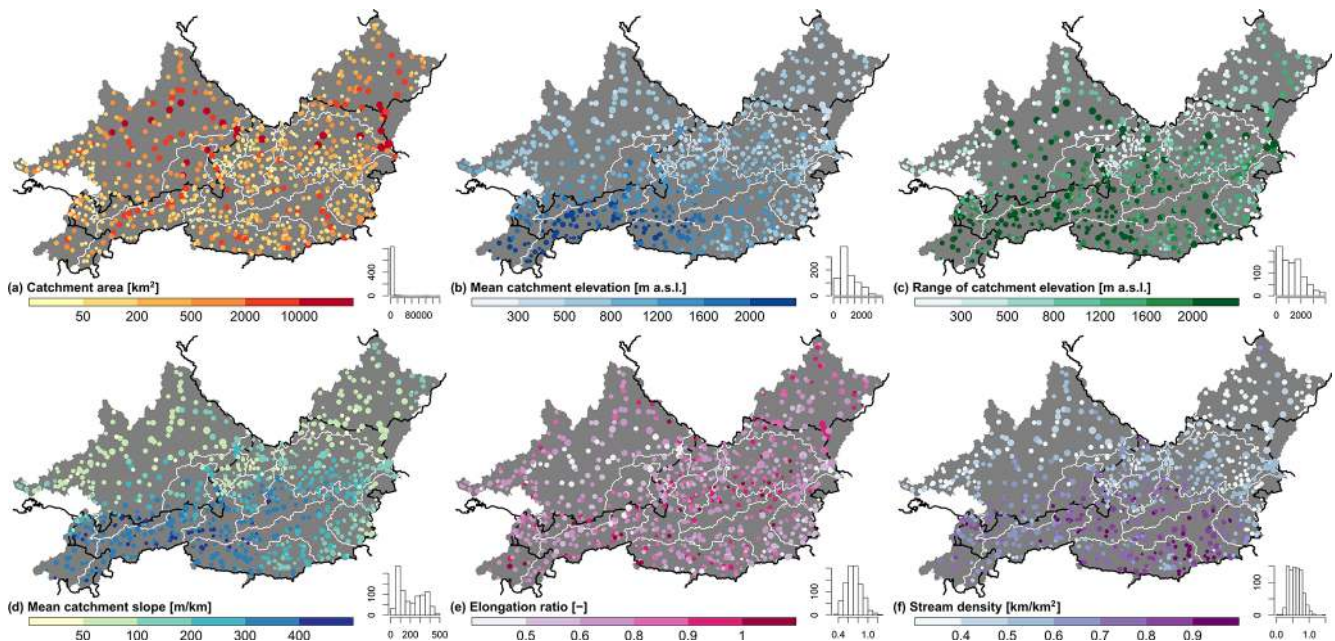 400
0
0 80000
(a) Catchment area [km²]
50 200 500 2000 10000
200
0
0 2000
(b) Mean catchment elevation [m a.s.l.]
300 500 800 1200 1600 2000
100
0
0 2000
(c) Range of catchment elevation [m a.s.l.]
300 500 800 1200 1600 2000
100
0
0 200 500
(d) Mean catchment slope [m/km]
50 100 200 300 400
100
0
0.4 1.0
(e) Elongation ratio [−]
0.5 0.6 0.8 0.9 1
100
0
0.0 1.0
(f) Stream density [km/km²]
0.4 0.5 0.6 0.7 0.8 0.9